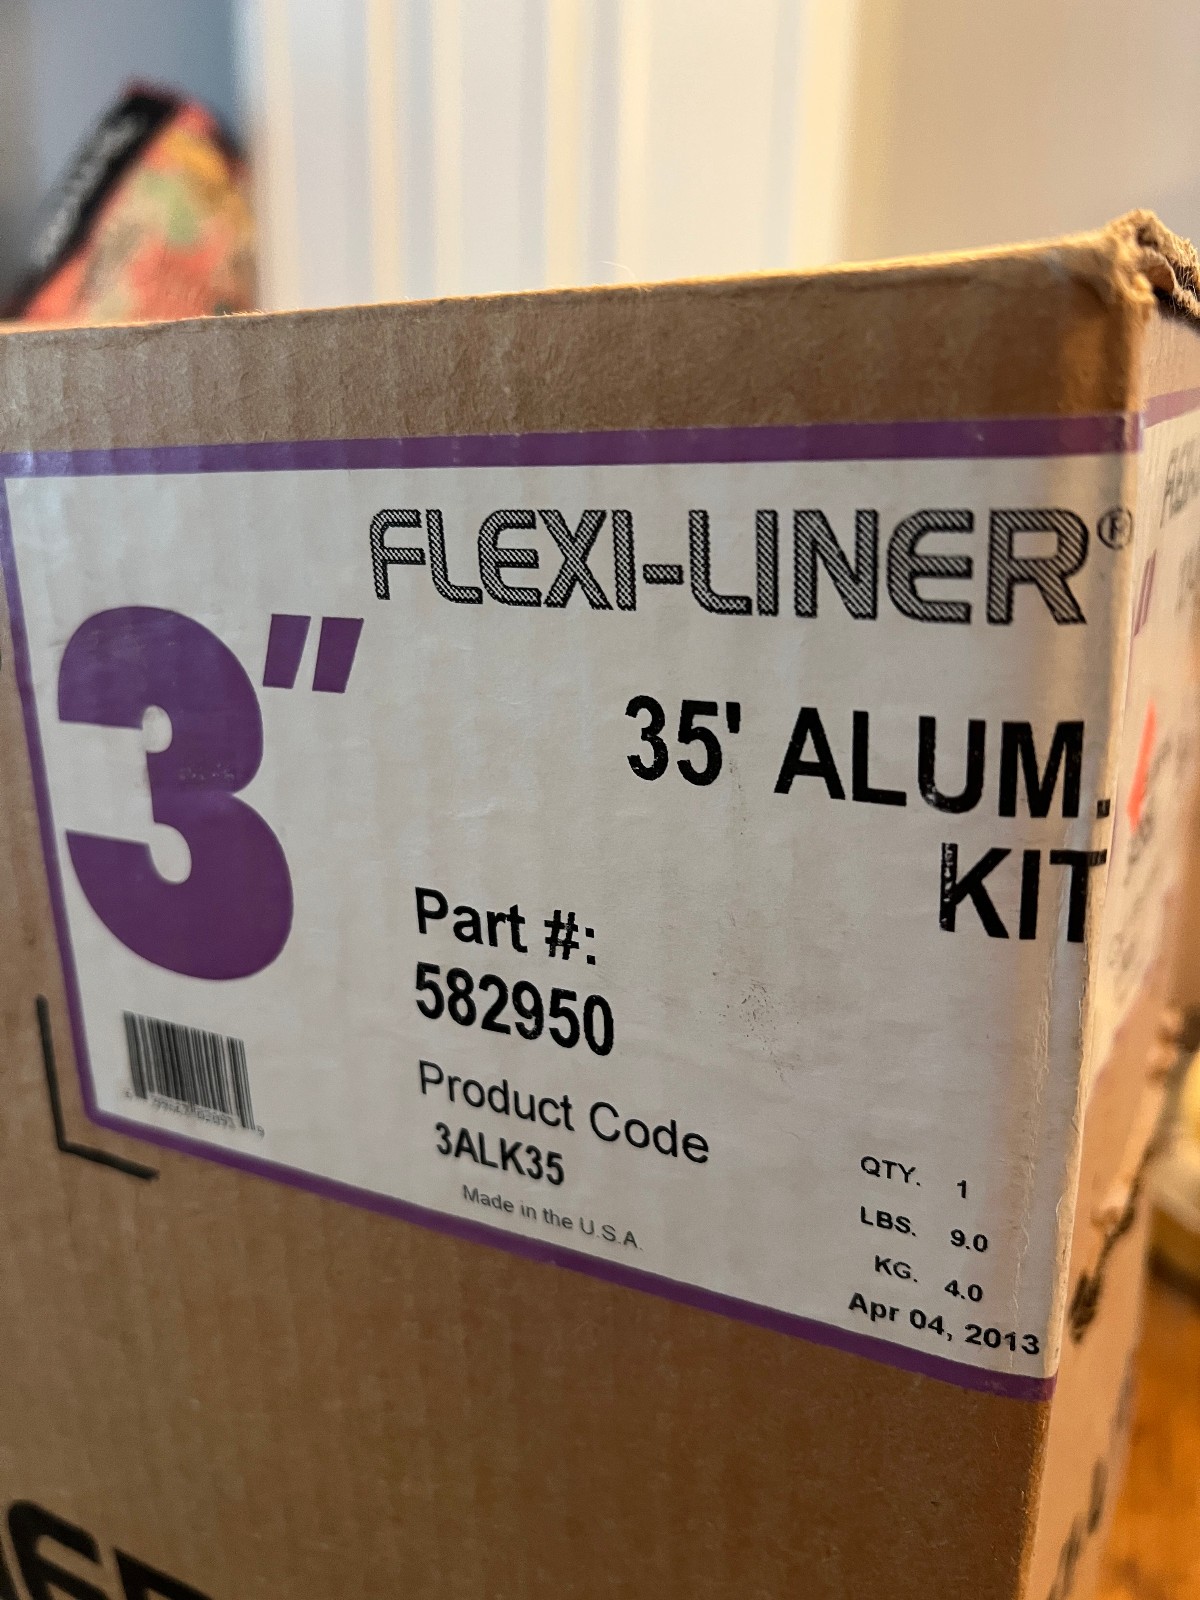 FLEXI-LINER®
3"
35' ALUM.
KIT
Part #:
582950
Product Code
3ALK35
Made in the U.S.A.
QTY. 1
LBS. 9.0
KG. 4.0
Apr 04, 2013